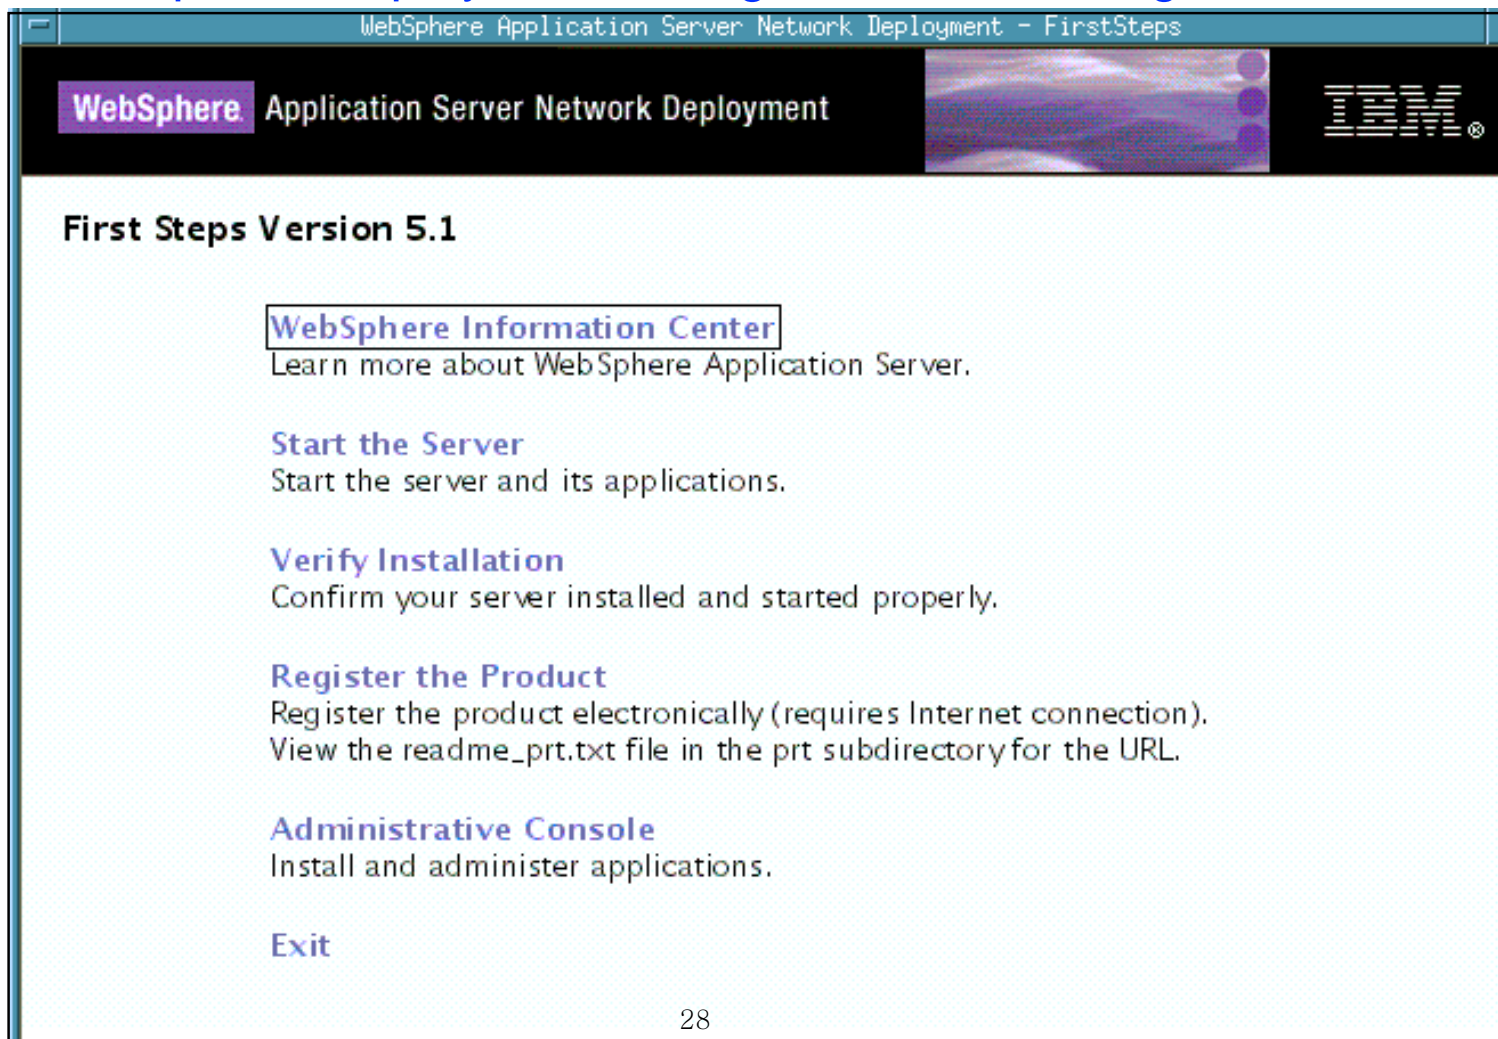 WebSphere Application Server Network Deployment - FirstSteps
WebSphere Application Server Network Deployment
IBM®
First Steps Version 5.1
WebSphere Information Center
Learn more about WebSphere Application Server.
Start the Server
Start the server and its applications.
Verify Installation
Confirm your server installed and started properly.
Register the Product
Register the product electronically (requires Internet connection).
View the readme_prt.txt file in the prt subdirectory for the URL.
Administrative Console
Install and administer applications.
Exit
28